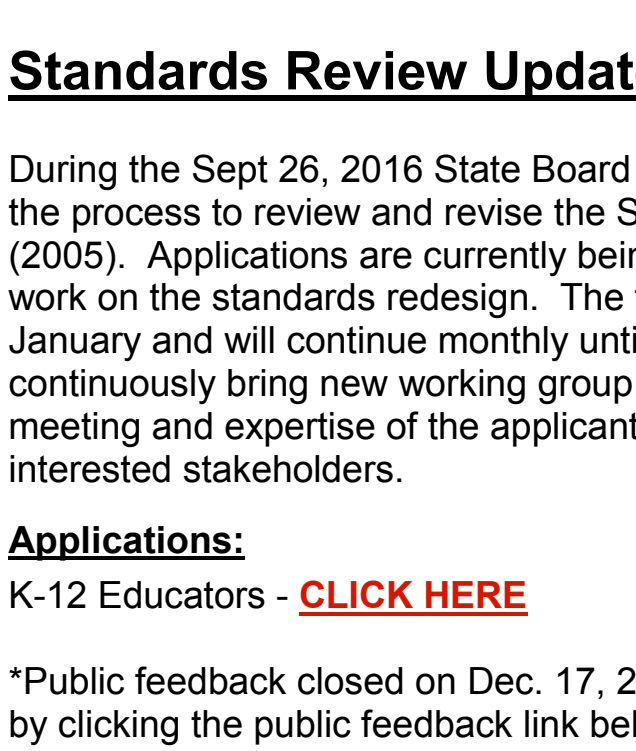 Standards Review Updat
During the Sept 26, 2016 State Board
the process to review and revise the S
(2005).  Applications are currently bein
work on the standards redesign.  The
January and will continue monthly unti
continuously bring new working group
meeting and expertise of the applicant
interested stakeholders.
Applications:
K-12 Educators - CLICK HERE
*Public feedback closed on Dec. 17, 2
by clicking the public feedback link bel